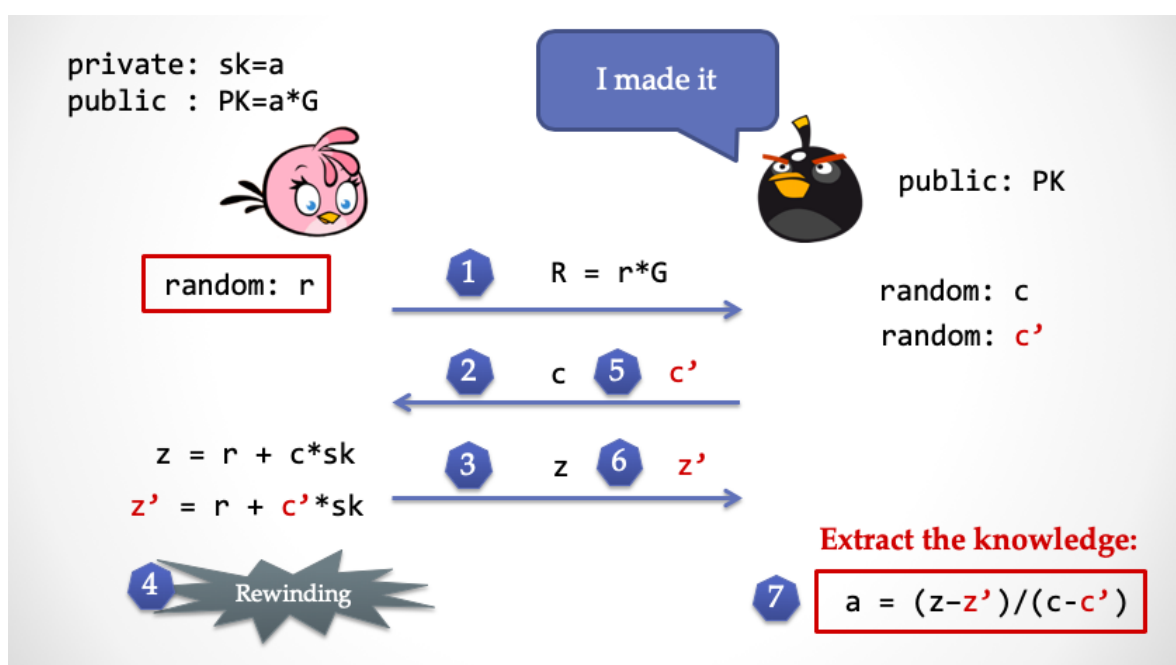 private: sk=a
public : PK=a*G
I made it
public: PK
random: r
1 R = r*G
random: c
random: c’
2 c 5 c’
z = r + c*sk
3 z 6 z’
z’ = r + c’*sk
Extract the knowledge:
4 Rewinding
7 a = (z–z’)/(c-c’)